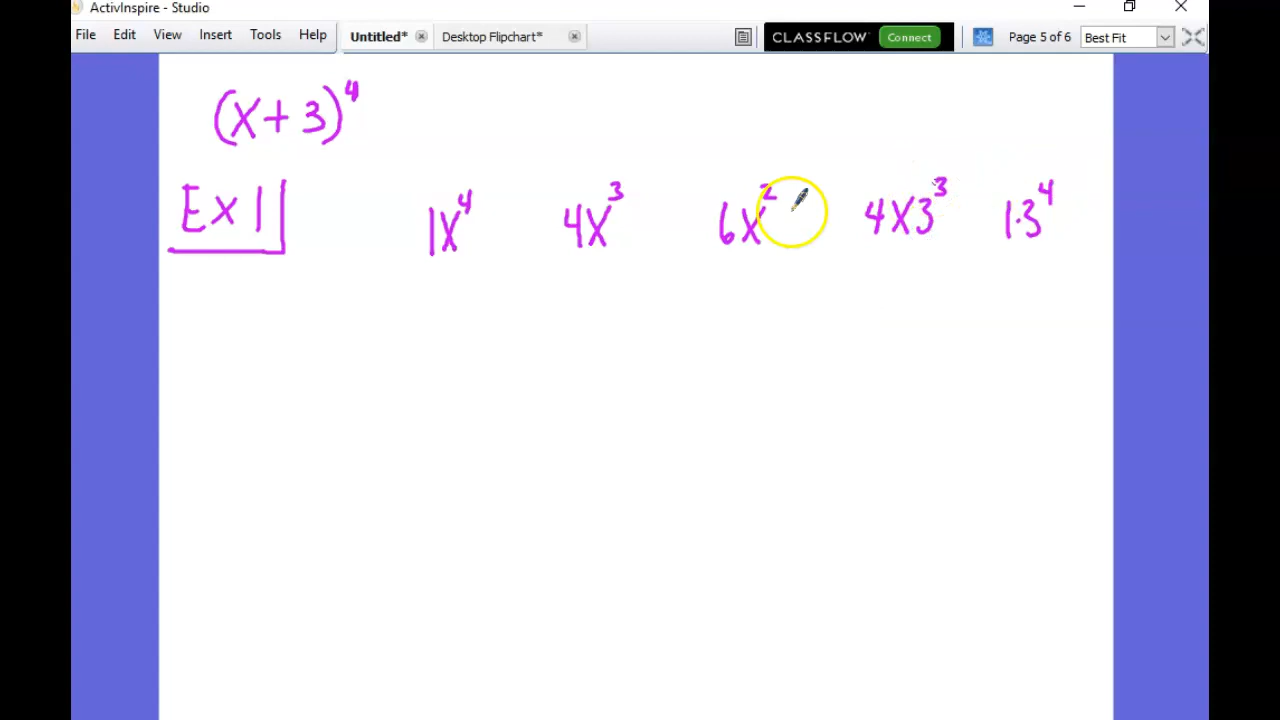 ActivInspire - Studio
File Edit View Insert Tools Help Untitled* Desktop Flipchart* CLASSFLOW Connect Page 5 of 6 Best Fit
(x+3)⁴
Ex 1 1x⁴ 4x³ 6x² 4x3³ 1·3⁴